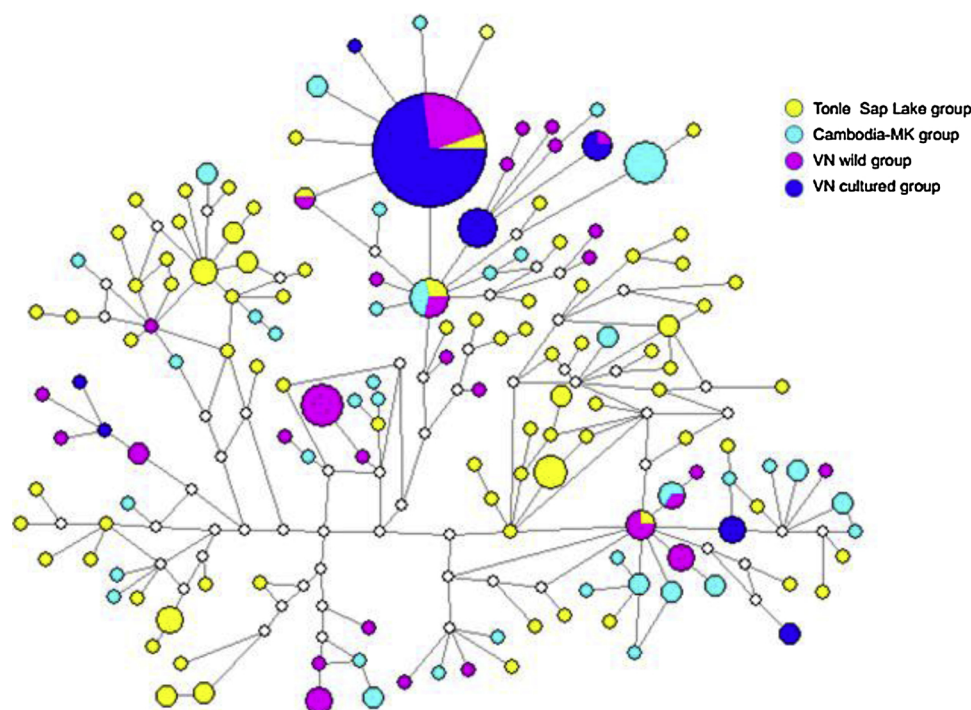 Tonle Sap Lake group
Cambodia-MK group
VN wild group
VN cultured group